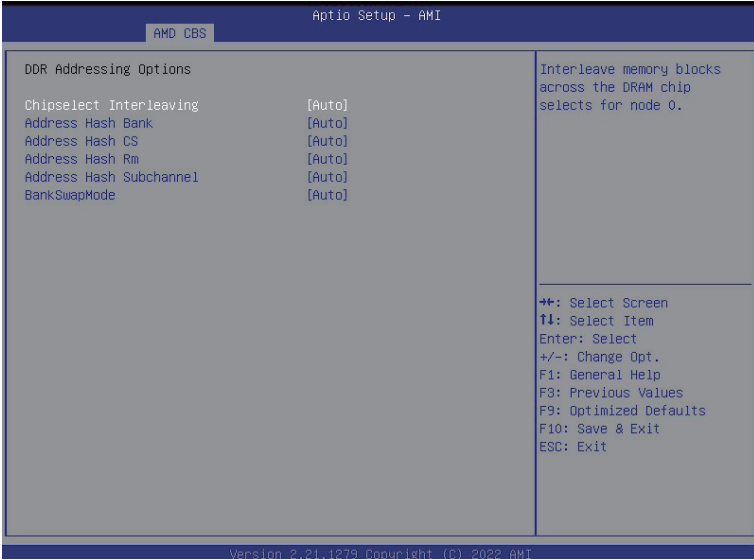 Aptio Setup – AMI
AMD CBS
DDR Addressing Options
Chipselect Interleaving [Auto]
Address Hash Bank [Auto]
Address Hash CS [Auto]
Address Hash Rm [Auto]
Address Hash Subchannel [Auto]
BankSwapMode [Auto]
Interleave memory blocks
across the DRAM chip
selects for node 0.
→←: Select Screen
↑↓: Select Item
Enter: Select
+/-: Change Opt.
F1: General Help
F3: Previous Values
F9: Optimized Defaults
F10: Save & Exit
ESC: Exit
Version 2.21.1279 Copyright (C) 2022 AMI